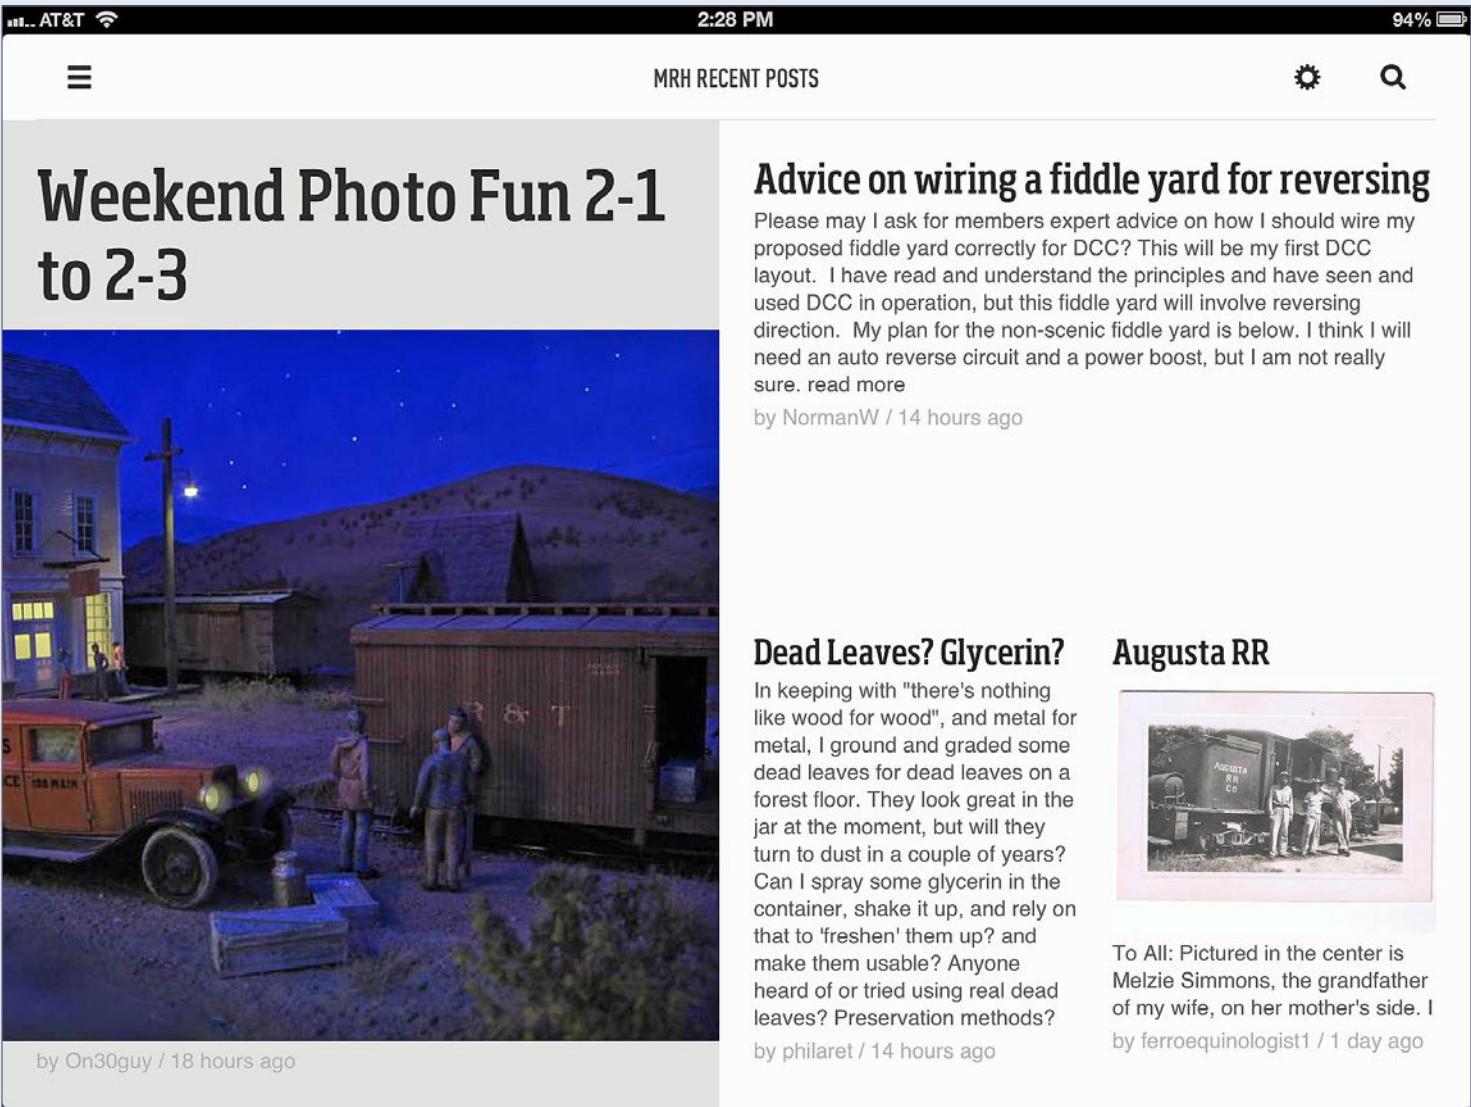 AT&T
2:28 PM
94%
MRH RECENT POSTS
Weekend Photo Fun 2-1
to 2-3
S
CE 158 MAIN
R & T
by On30guy / 18 hours ago
Advice on wiring a fiddle yard for reversing
Please may I ask for members expert advice on how I should wire my
proposed fiddle yard correctly for DCC? This will be my first DCC
layout.  I have read and understand the principles and have seen and
used DCC in operation, but this fiddle yard will involve reversing
direction.  My plan for the non-scenic fiddle yard is below. I think I will
need an auto reverse circuit and a power boost, but I am not really
sure. read more
by NormanW / 14 hours ago
Dead Leaves? Glycerin?
In keeping with "there's nothing
like wood for wood", and metal for
metal, I ground and graded some
dead leaves for dead leaves on a
forest floor. They look great in the
jar at the moment, but will they
turn to dust in a couple of years?
Can I spray some glycerin in the
container, shake it up, and rely on
that to 'freshen' them up? and
make them usable? Anyone
heard of or tried using real dead
leaves? Preservation methods?
by philaret / 14 hours ago
Augusta RR
AUGUSTA
RR
CO
To All: Pictured in the center is
Melzie Simmons, the grandfather
of my wife, on her mother's side. I
by ferroequinologist1 / 1 day ago